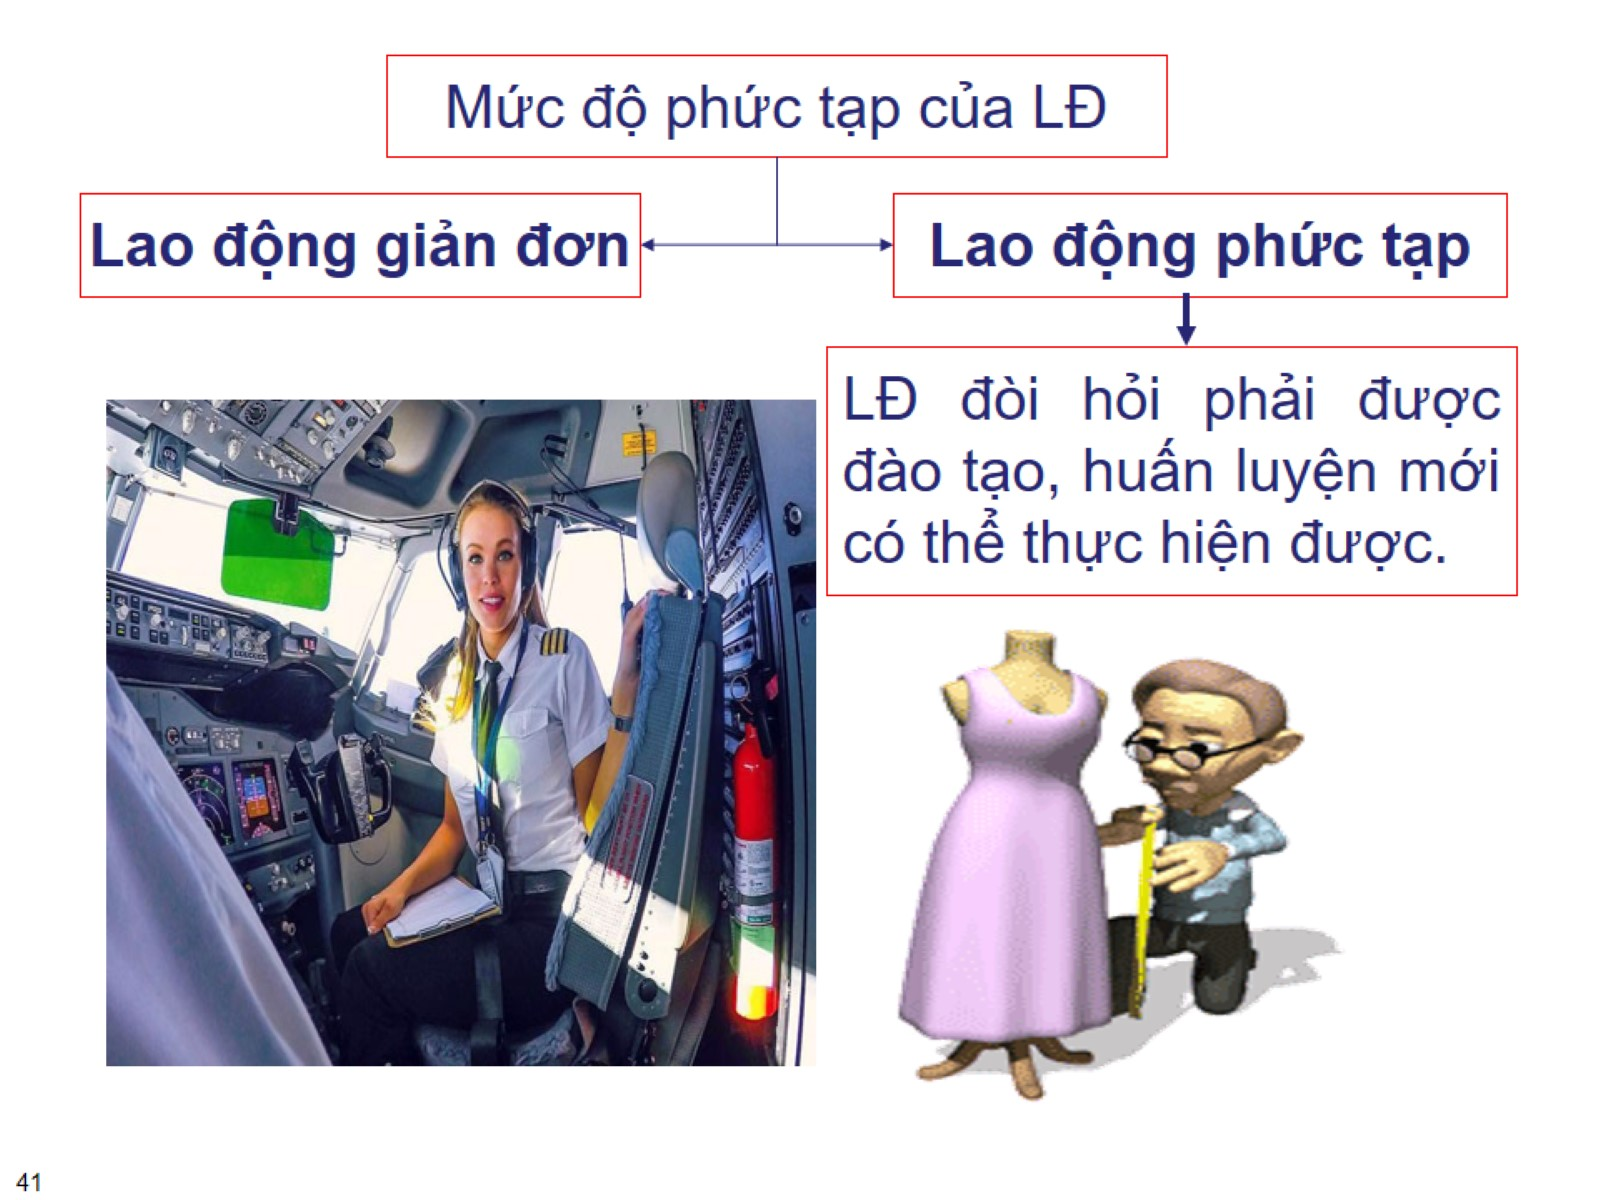 Mức độ phức tạp của LĐ
Lao động giản đơn
Lao động phức tạp
LĐ đòi hỏi phải được
đào tạo, huấn luyện mới
có thể thực hiện được.
41